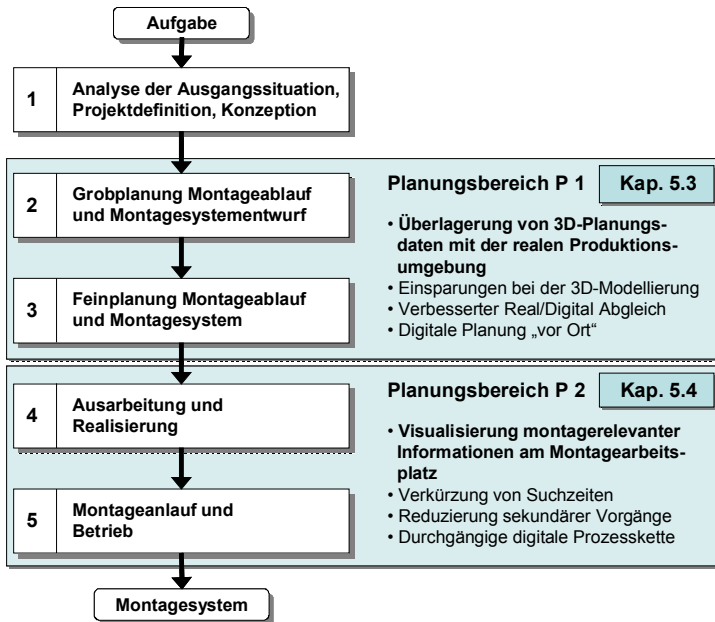 Aufgabe
1
Analyse der Ausgangssituation,
Projektdefinition, Konzeption
2
Grobplanung Montageablauf
und Montagesystementwurf
3
Feinplanung Montageablauf
und Montagesystem
Planungsbereich P 1
Kap. 5.3
• Überlagerung von 3D-Planungs-
daten mit der realen Produktions-
umgebung
• Einsparungen bei der 3D-Modellierung
• Verbesserter Real/Digital Abgleich
• Digitale Planung „vor Ort“
4
Ausarbeitung und
Realisierung
5
Montageanlauf und
Betrieb
Planungsbereich P 2
Kap. 5.4
• Visualisierung montagerelevanter
Informationen am Montagearbeits-
platz
• Verkürzung von Suchzeiten
• Reduzierung sekundärer Vorgänge
• Durchgängige digitale Prozesskette
Montagesystem